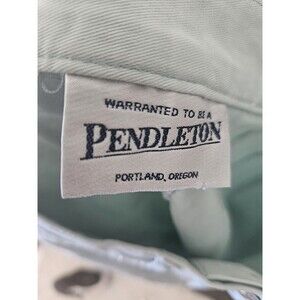 WARRANTED TO BE A
PENDLETON
PORTLAND, OREGON